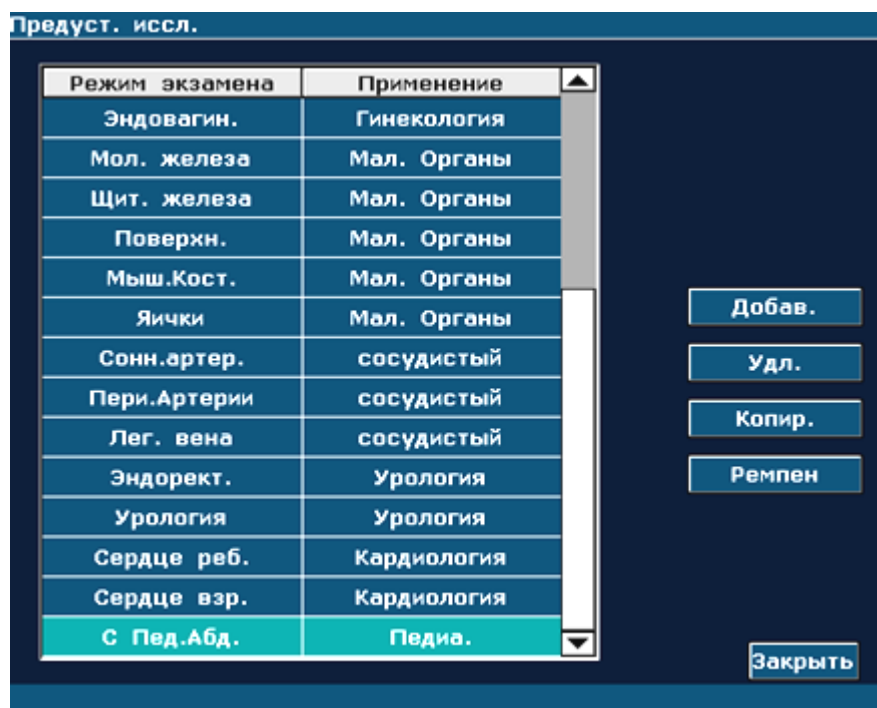 Предуст. иссл.
Режим экзамена Применение
Эндовагин. Гинекология
Мол. железа Мал. Органы
Щит. железа Мал. Органы
Поверхн. Мал. Органы
Мыш.Кост. Мал. Органы
Яички Мал. Органы
Сонн.артер. сосудистый
Пери.Артерии сосудистый
Лег. вена сосудистый
Эндорект. Урология
Урология Урология
Сердце реб. Кардиология
Сердце взр. Кардиология
С Пед.Абд. Педиа.
Добав.
Удл.
Копир.
Ремпен
Закрыть